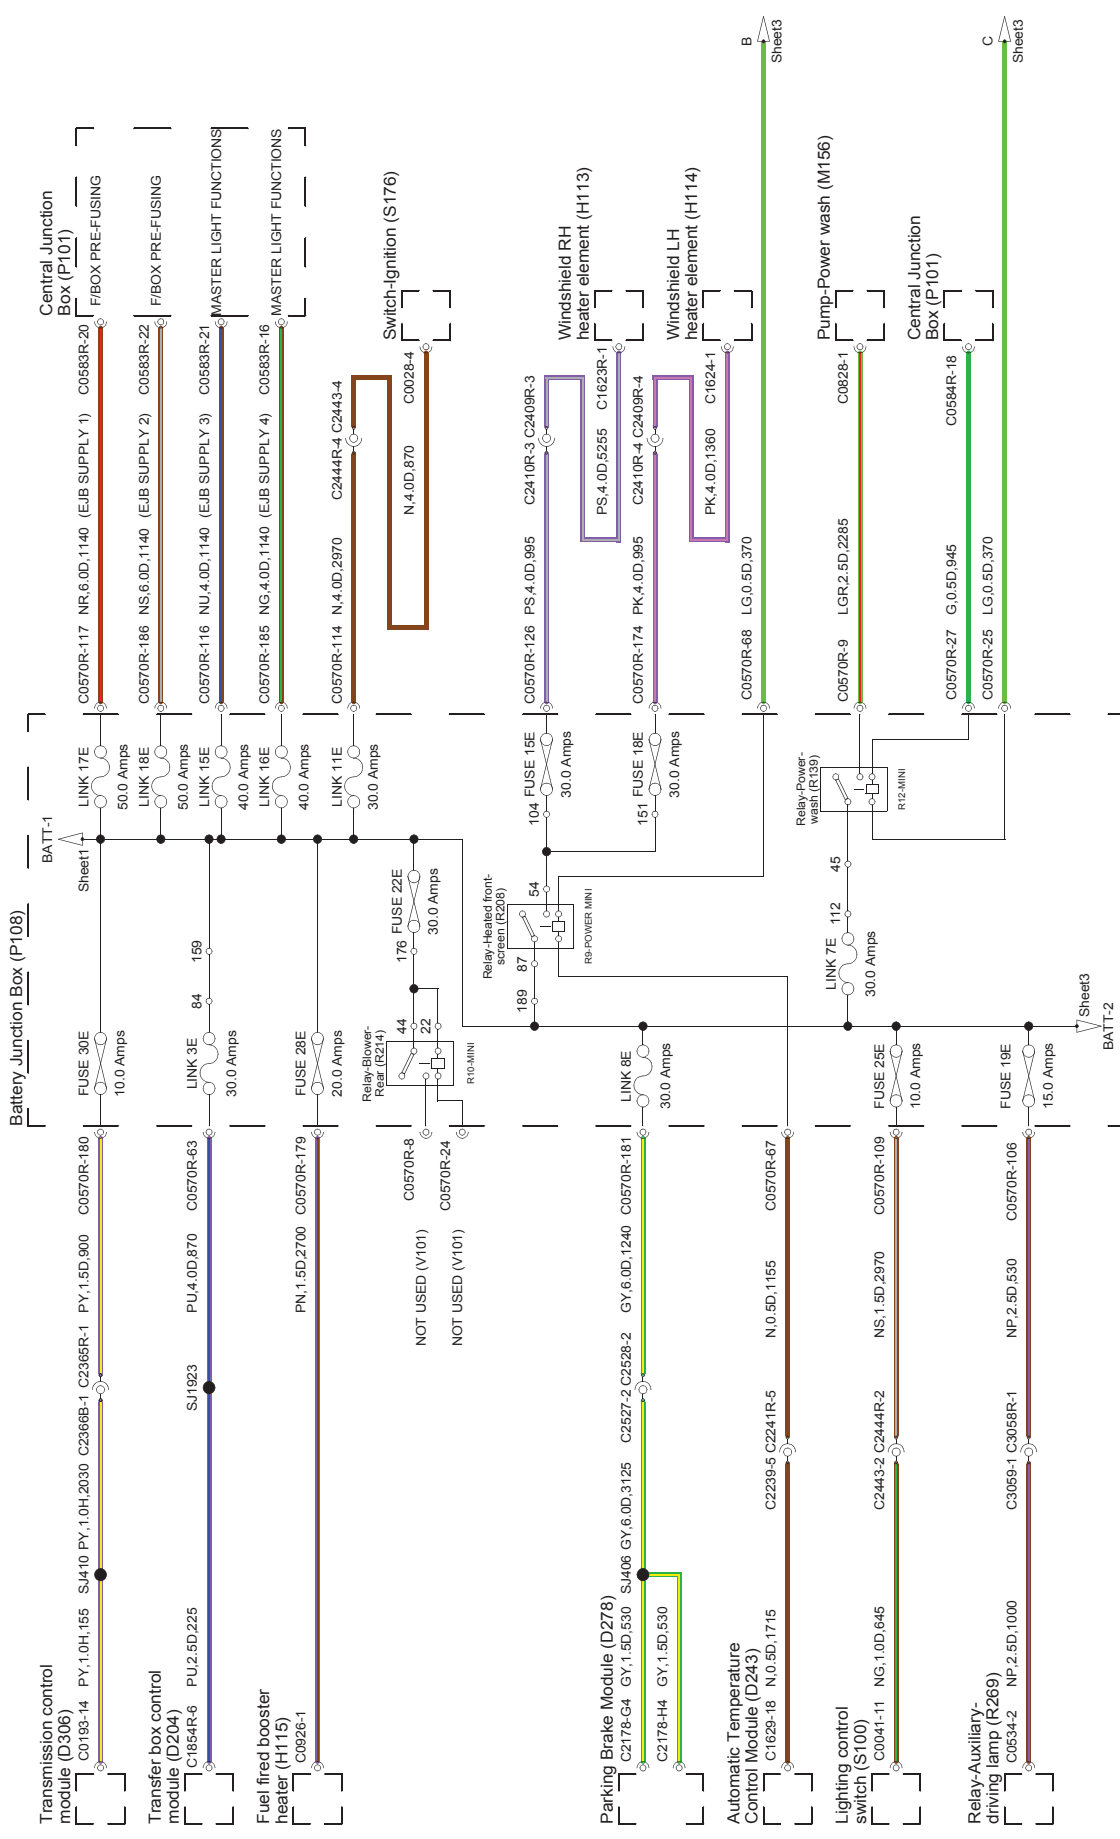 Transmission control
module (D306)
C0193-14
PY,1.0H,155
SJ410
PY,1.0H,2030
C2366B-1
C2365R-1
PY,1.5D,900
C0570R-180
FUSE 30E
10.0 Amps
Transfer box control
module (D204)
C1854R-6
PU,2.5D,225
SJ1923
PU,4.0D,870
C0570R-63
LINK 3E
30.0 Amps
84
159
Fuel fired booster
heater (H115)
C0926-1
PN,1.5D,2700
C0570R-179
FUSE 28E
20.0 Amps
NOT USED (V101)
C0570R-8
NOT USED (V101)
C0570R-24
Relay-Blower-
Rear (R214)
R10-MINI
44
22
176
FUSE 22E
30.0 Amps
Parking Brake Module (D278)
C2178-G4
GY,1.5D,530
C2178-H4
GY,1.5D,530
SJ406
GY,6.0D,3125
C2527-2
C2528-2
GY,6.0D,1240
C0570R-181
LINK 8E
30.0 Amps
Automatic Temperature
Control Module (D243)
C1629-18
N,0.5D,1715
C2239-5
C2241R-5
N,0.5D,1155
C0570R-67
Lighting control
switch (S100)
C0041-11
NG,1.0D,645
C2443-2
C2444R-2
NS,1.5D,2970
C0570R-109
FUSE 25E
10.0 Amps
Relay-Auxiliary-
driving lamp (R269)
C0534-2
NP,2.5D,1000
C3059-1
C3058R-1
NP,2.5D,530
C0570R-106
FUSE 19E
15.0 Amps
Battery Junction Box (P108)
BATT-1
Sheet1
Sheet3
BATT-2
LINK 17E
50.0 Amps
C0570R-117
NR,6.0D,1140
(EJB SUPPLY 1)
C0583R-20
F/BOX PRE-FUSING
Central Junction
Box (P101)
LINK 18E
50.0 Amps
C0570R-186
NS,6.0D,1140
(EJB SUPPLY 2)
C0583R-22
F/BOX PRE-FUSING
LINK 15E
40.0 Amps
C0570R-116
NU,4.0D,1140
(EJB SUPPLY 3)
C0583R-21
MASTER LIGHT FUNCTIONS
LINK 16E
40.0 Amps
C0570R-185
NG,4.0D,1140
(EJB SUPPLY 4)
C0583R-16
MASTER LIGHT FUNCTIONS
LINK 11E
30.0 Amps
C0570R-114
N,4.0D,2970
C2444R-4
C2443-4
N,4.0D,870
C0028-4
Switch-Ignition (S176)
Relay-Heated front-
screen (R208)
R9-POWER MINI
189
87
54
104
FUSE 15E
30.0 Amps
C0570R-126
PS,4.0D,995
C2410R-3
C2409R-3
PS,4.0D,5255
C1623R-1
Windshield RH
heater element (H113)
151
FUSE 18E
30.0 Amps
C0570R-174
PK,4.0D,995
C2410R-4
C2409R-4
PK,4.0D,1360
C1624-1
Windshield LH
heater element (H114)
C0570R-68
LG,0.5D,370
B
Sheet3
LINK 7E
30.0 Amps
112
45
Relay-Power-
wash (R139)
R12-MINI
C0570R-9
LGR,2.5D,2285
C0828-1
Pump-Power wash (M156)
C0570R-27
G,0.5D,945
C0584R-18
Central Junction
Box (P101)
C0570R-25
LG,0.5D,370
C
Sheet3